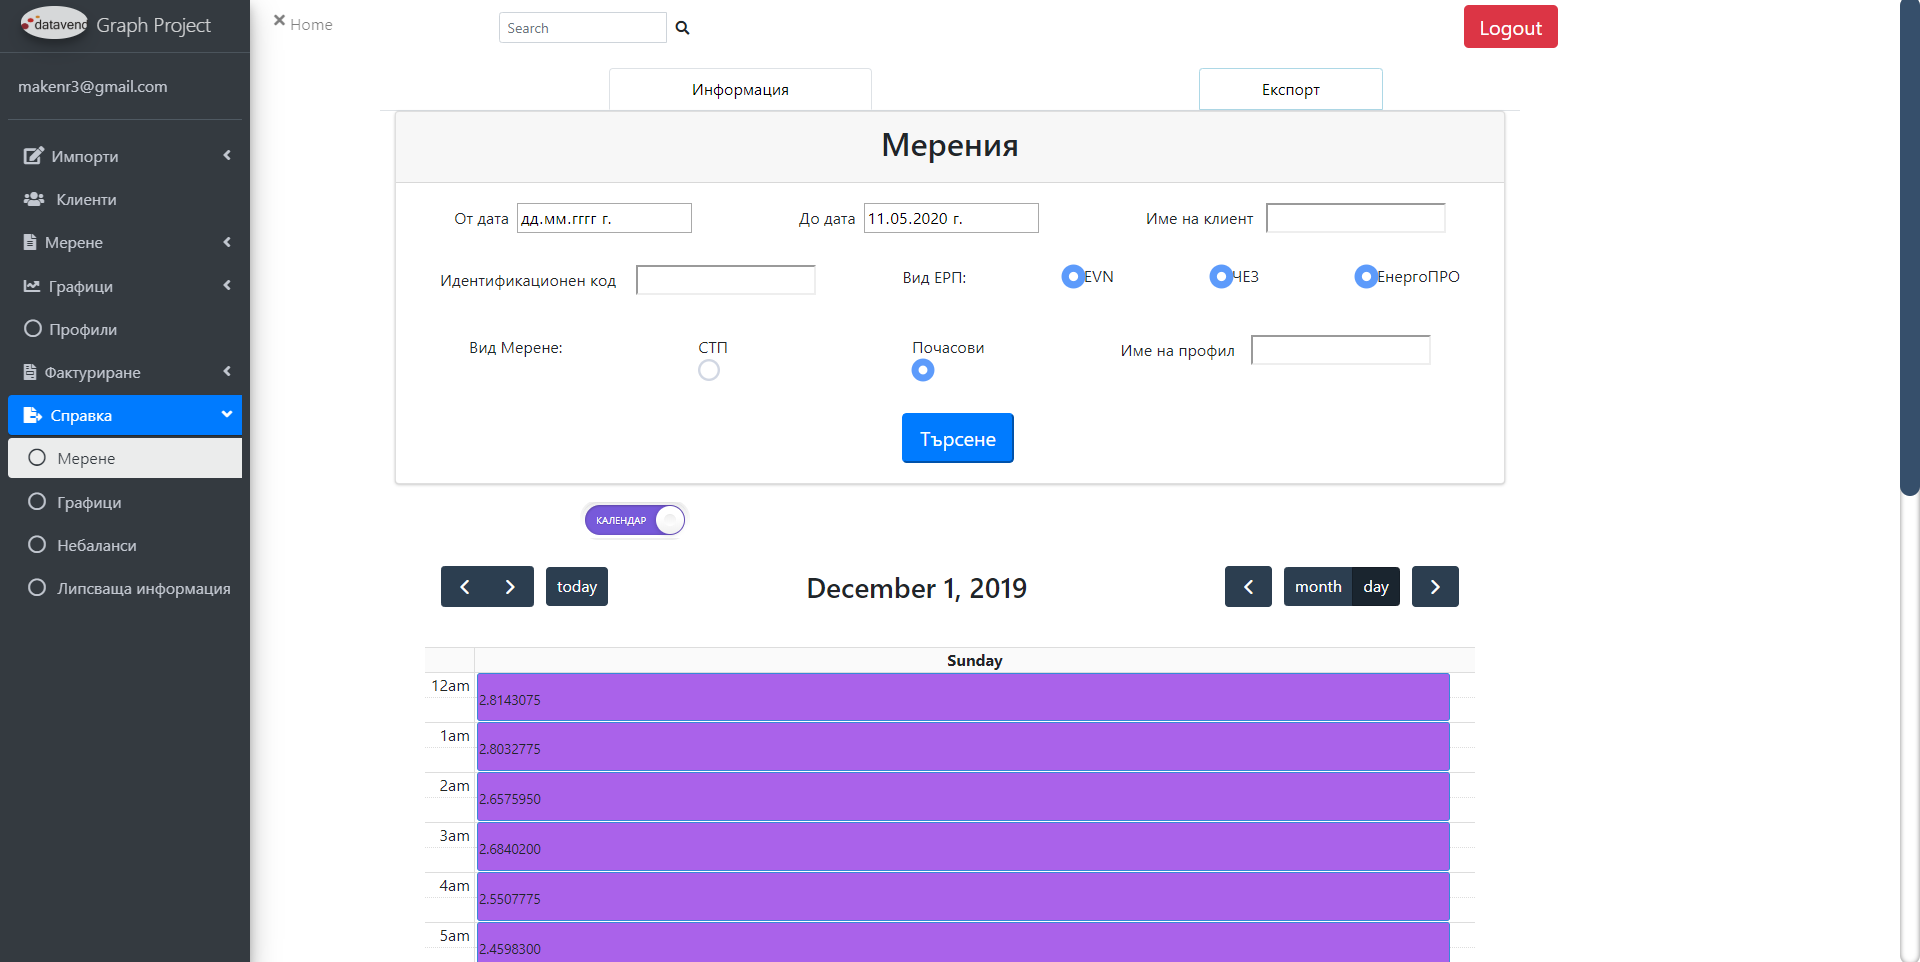 datavend Graph Project
makenr3@gmail.com
Импорти
Клиенти
Мерене
Графици
Профили
Фактуриране
Справка
Мерене
Графици
Небаланси
Липсваща информация
Home
Search
Logout
Информация
Експорт
Мерения
От дата дд.мм.гггг г.
До дата 11.05.2020 г.
Име на клиент
Идентификационен код
Вид ЕРП: EVN ЧЕЗ ЕнергоПРО
Вид Мерене: СТП Почасови
Име на профил
Търсене
КАЛЕНДАР
today
December 1, 2019
month day
Sunday
12am 2.8143075
1am 2.8032775
2am 2.6575950
3am 2.6840200
4am 2.5507775
5am 2.4598300